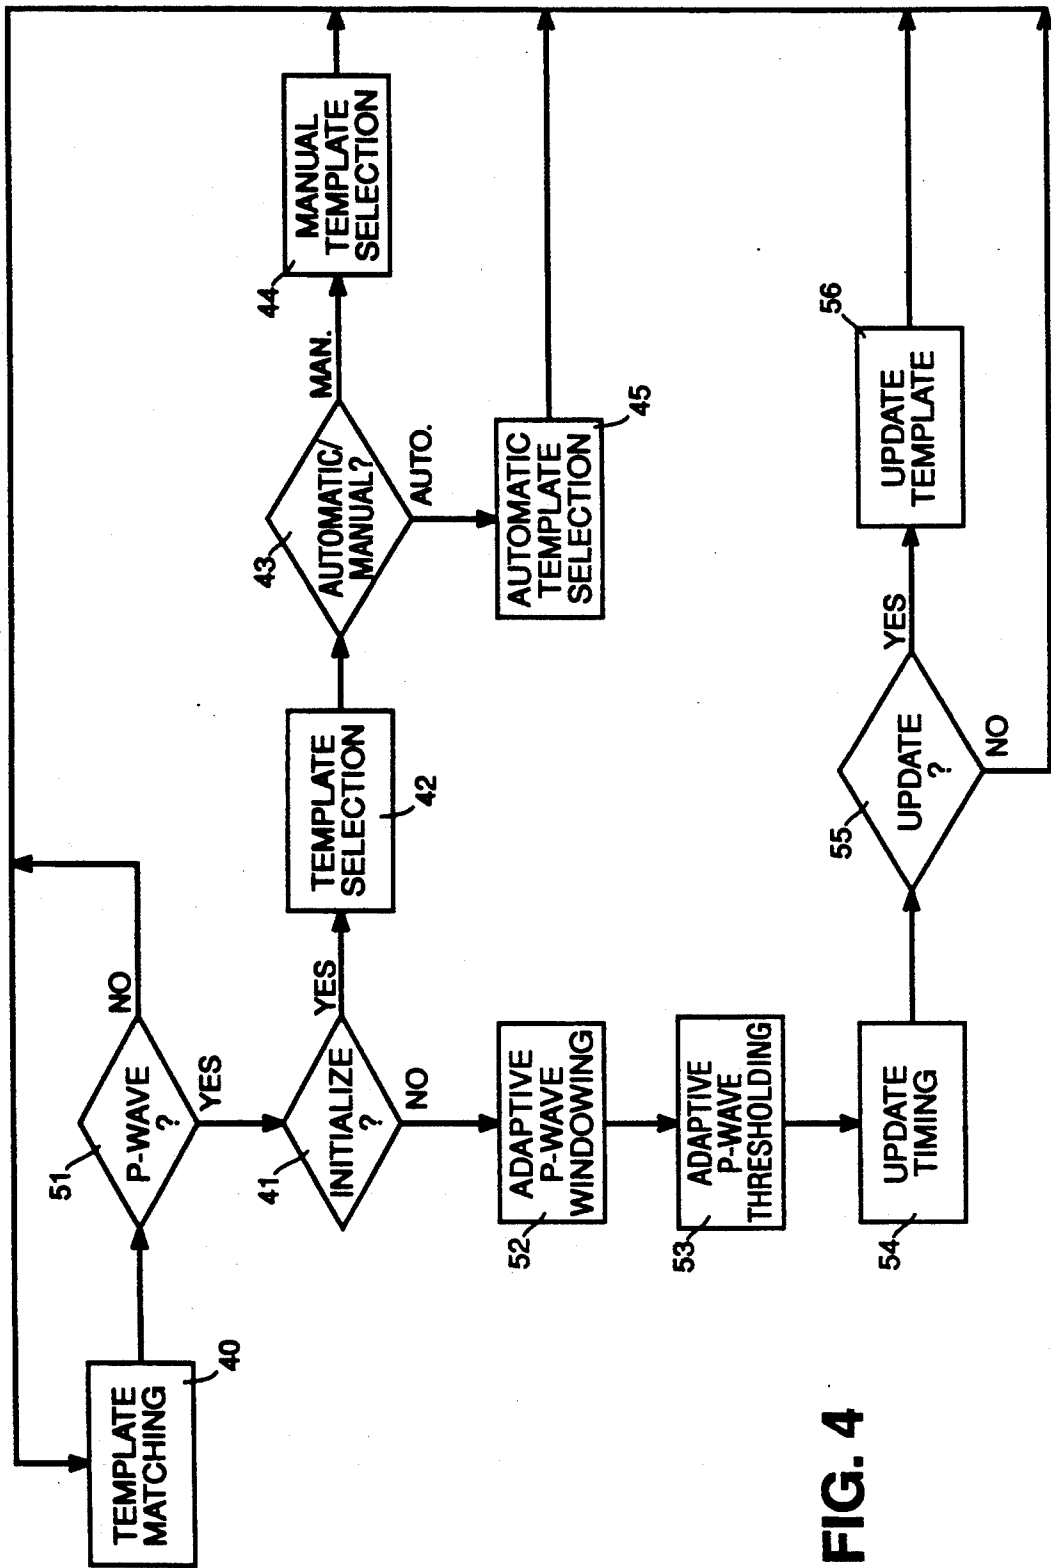 TEMPLATE
MATCHING
40
51
P-WAVE
?
NO
YES
41
INITIALIZE
?
YES
NO
TEMPLATE
SELECTION
42
43
AUTOMATIC/
MANUAL?
MAN.
AUTO.
44
MANUAL
TEMPLATE
SELECTION
AUTOMATIC
TEMPLATE
SELECTION
45
52
ADAPTIVE
P-WAVE
WINDOWING
53
ADAPTIVE
P-WAVE
THRESHOLDING
54
UPDATE
TIMING
55
UPDATE
?
YES
NO
56
UPDATE
TEMPLATE
FIG. 4